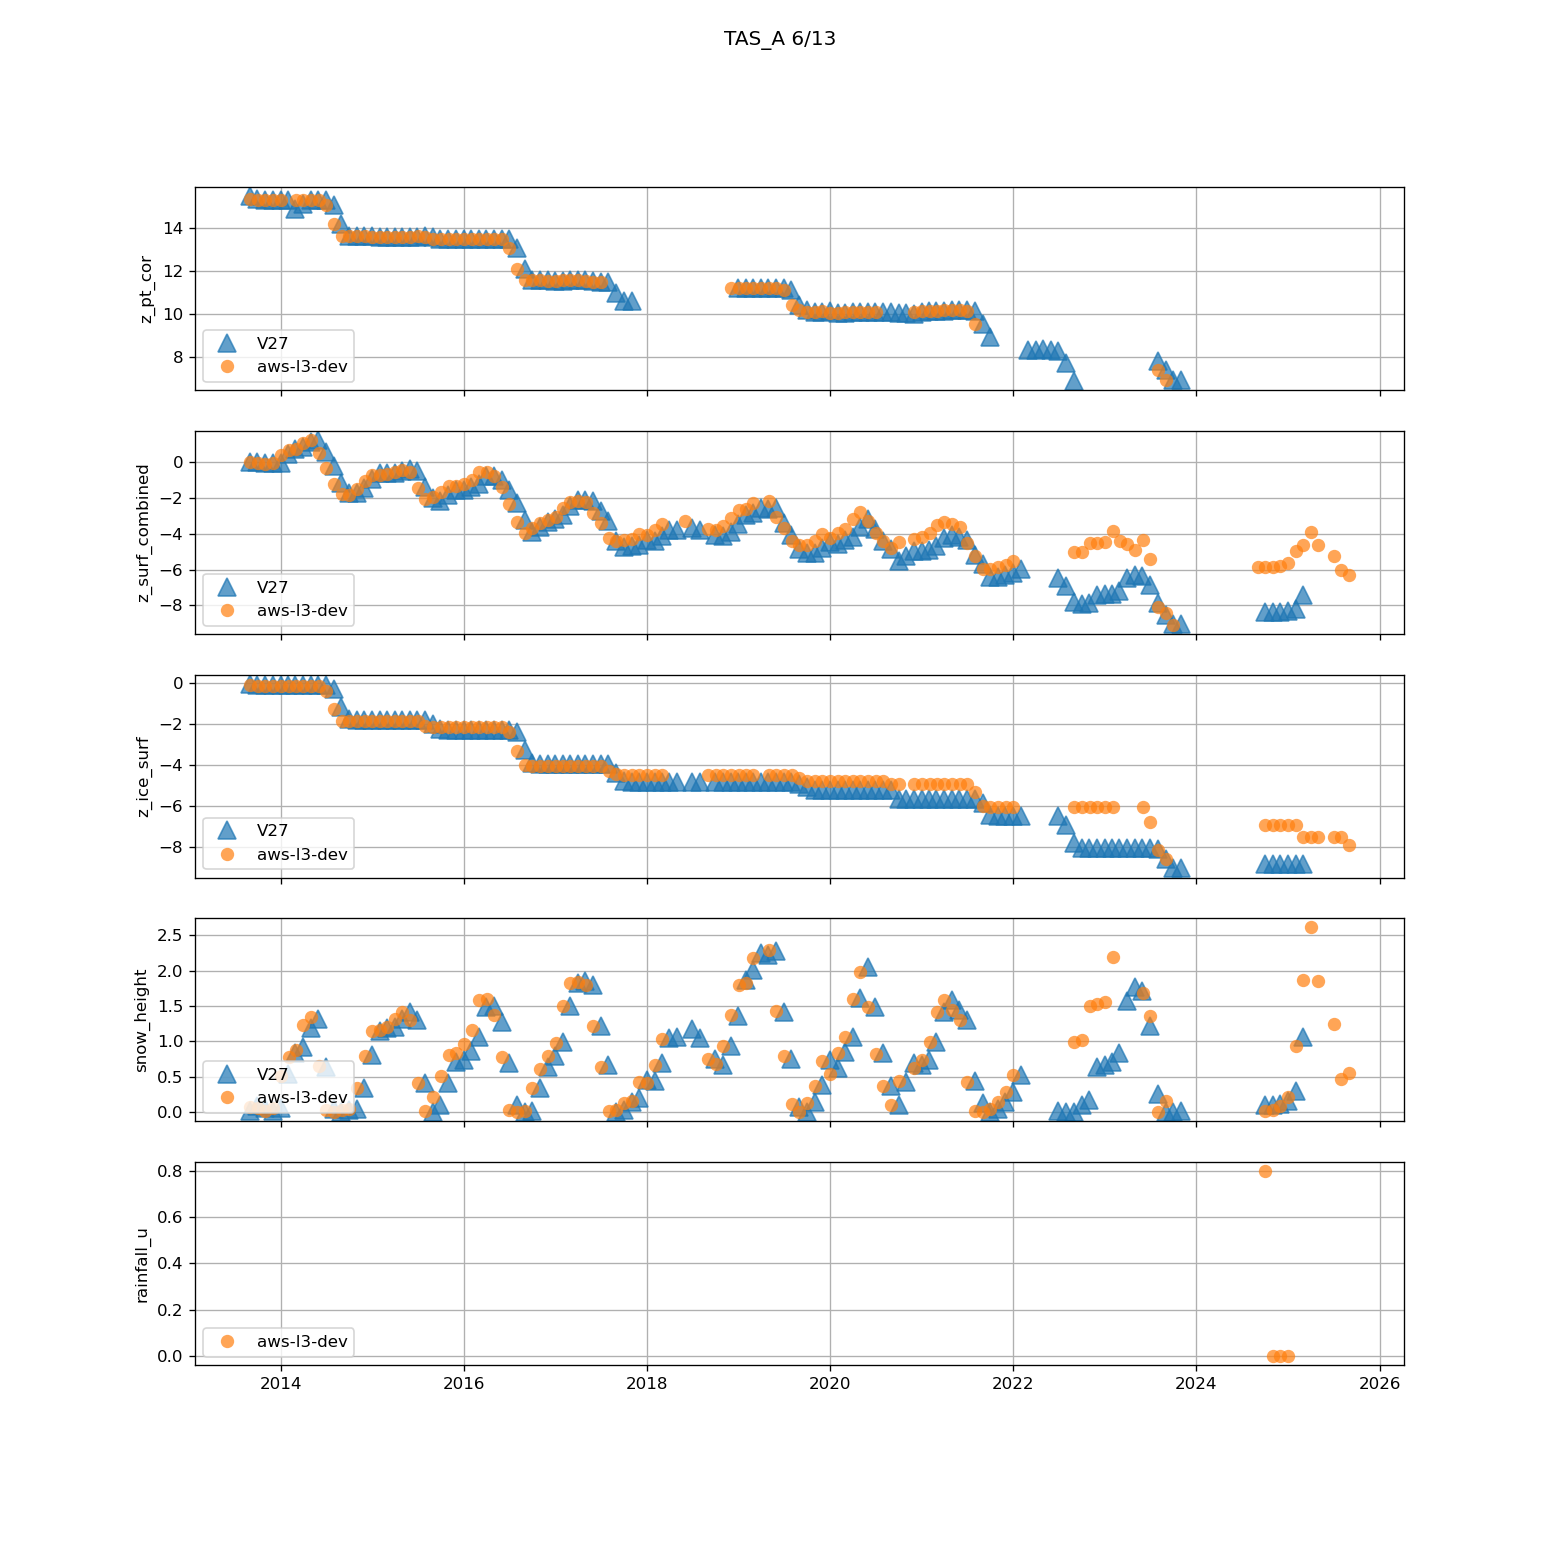 TAS_A 6/13
14
12
10
8
z_pt_cor
V27
aws-l3-dev
0
−2
−4
−6
−8
z_surf_combined
V27
aws-l3-dev
0
−2
−4
−6
−8
z_ice_surf
V27
aws-l3-dev
2.5
2.0
1.5
1.0
0.5
0.0
snow_height
V27
aws-l3-dev
0.8
0.6
0.4
0.2
0.0
rainfall_u
aws-l3-dev
2014 2016 2018 2020 2022 2024 2026